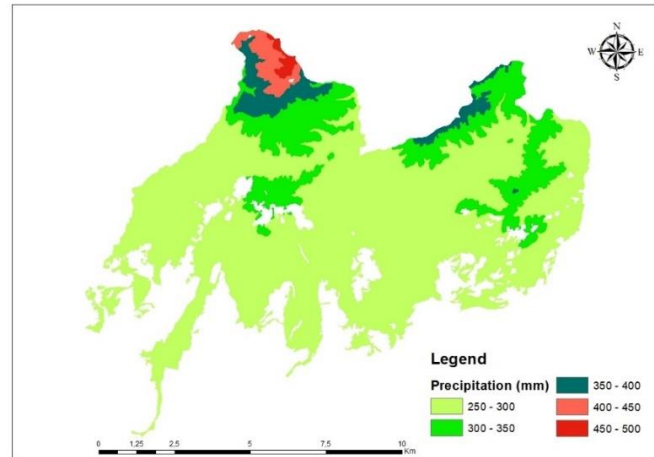 N
W E
S
Legend
Precipitation (mm)
250 - 300
300 - 350
350 - 400
400 - 450
450 - 500
0 1,25 2,5 5 7,5 10
Km